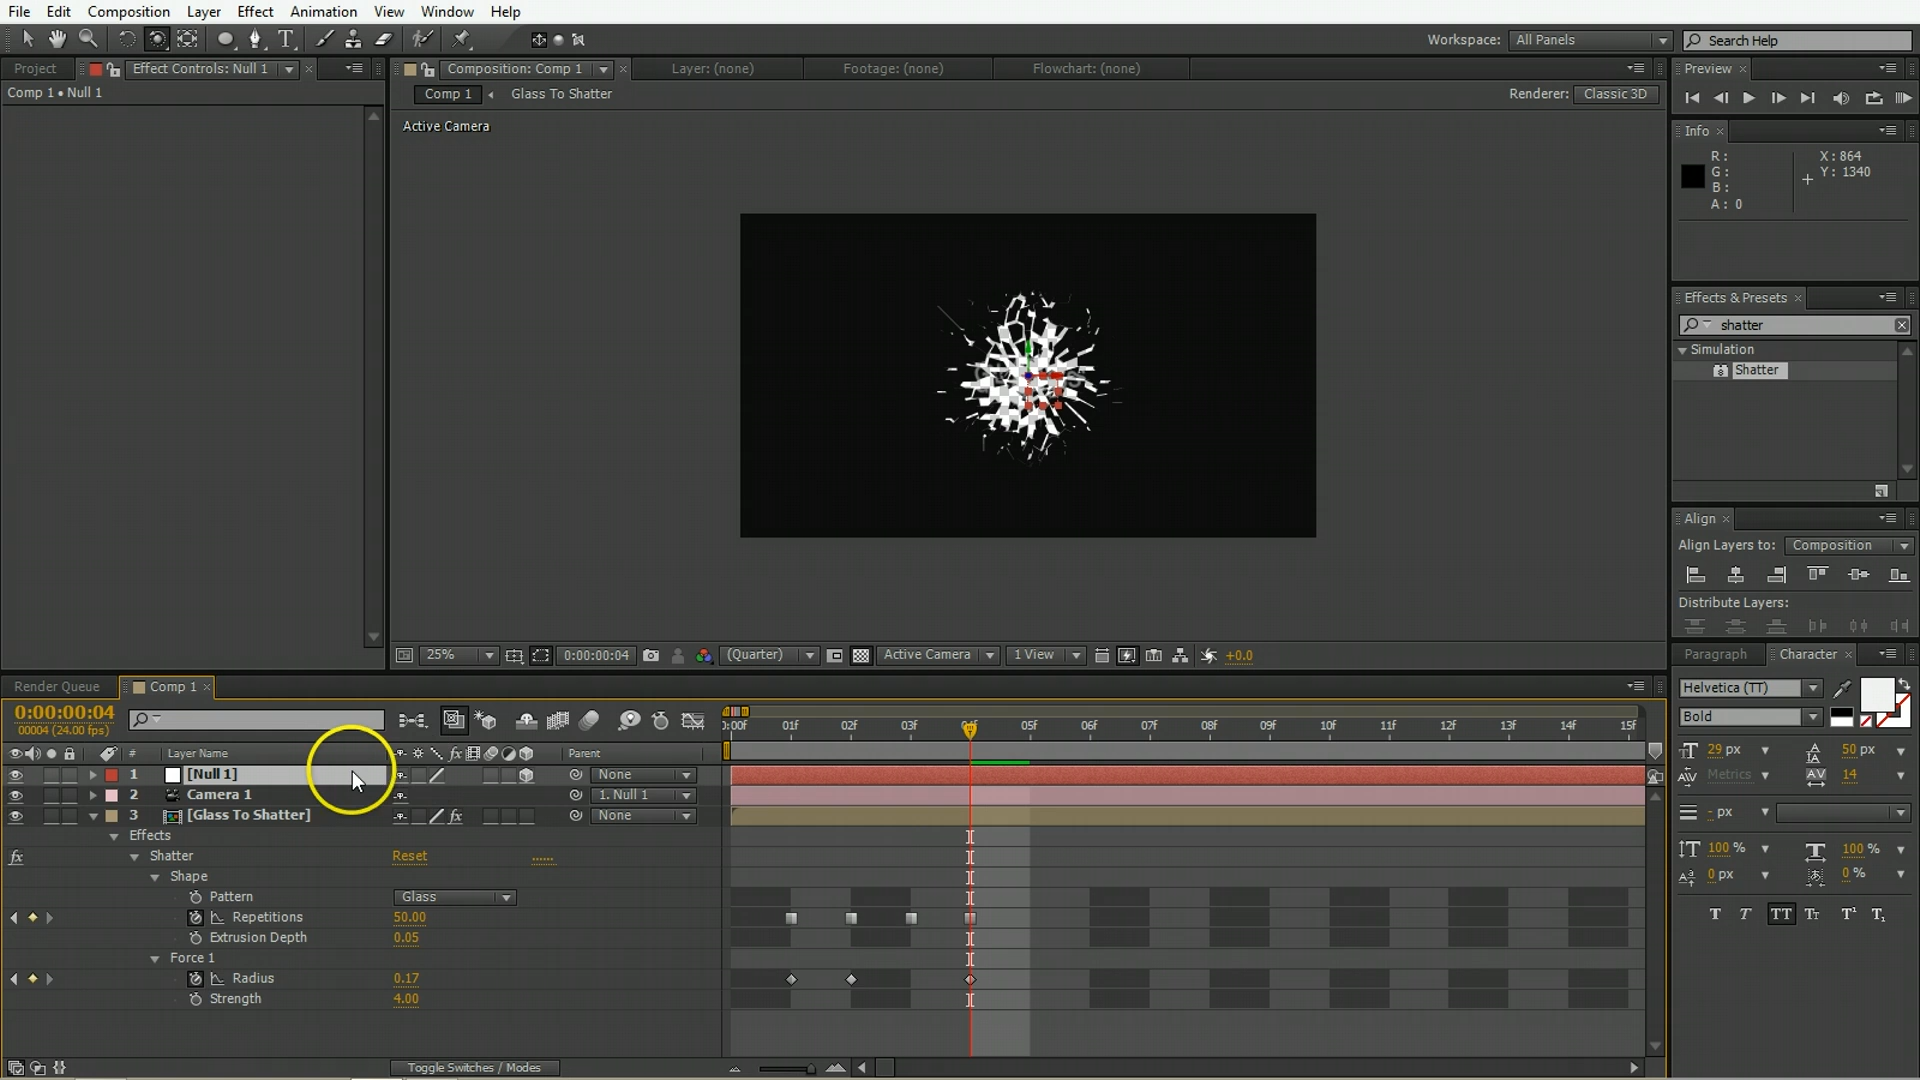 File Edit Composition Layer Effect Animation View Window Help
Workspace: All Panels Search Help
Project Effect Controls: Null 1 Composition: Comp 1 Layer: (none) Footage: (none) Flowchart: (none) Preview
Comp 1 • Null 1 Comp 1 Glass To Shatter Renderer: Classic 3D
Active Camera
Info
R: X: 864
G: Y: 1340
B:
A: 0
Effects & Presets
shatter
Simulation
Shatter
Align
Align Layers to: Composition
Distribute Layers:
25% 0:00:00:04 (Quarter) Active Camera 1 View +0.0
Paragraph Character
Helvetica (TT)
Bold
29 px 50 px
Metrics 14
- px
100 % 100 %
0 px 0 %
T T TT Tт T¹ T₁
Render Queue Comp 1
0:00:00:04
00004 (24.00 fps)
01f 02f 03f 05f 06f 07f 08f 09f 10f 11f 12f 13f 14f 15f
# Layer Name Parent
1 [Null 1] None
2 Camera 1 1. Null 1
3 [Glass To Shatter] fx None
Effects
fx Shatter Reset ......
Shape
Pattern Glass
Repetitions 50.00
Extrusion Depth 0.05
Force 1
Radius 0.17
Strength 4.00
Toggle Switches / Modes